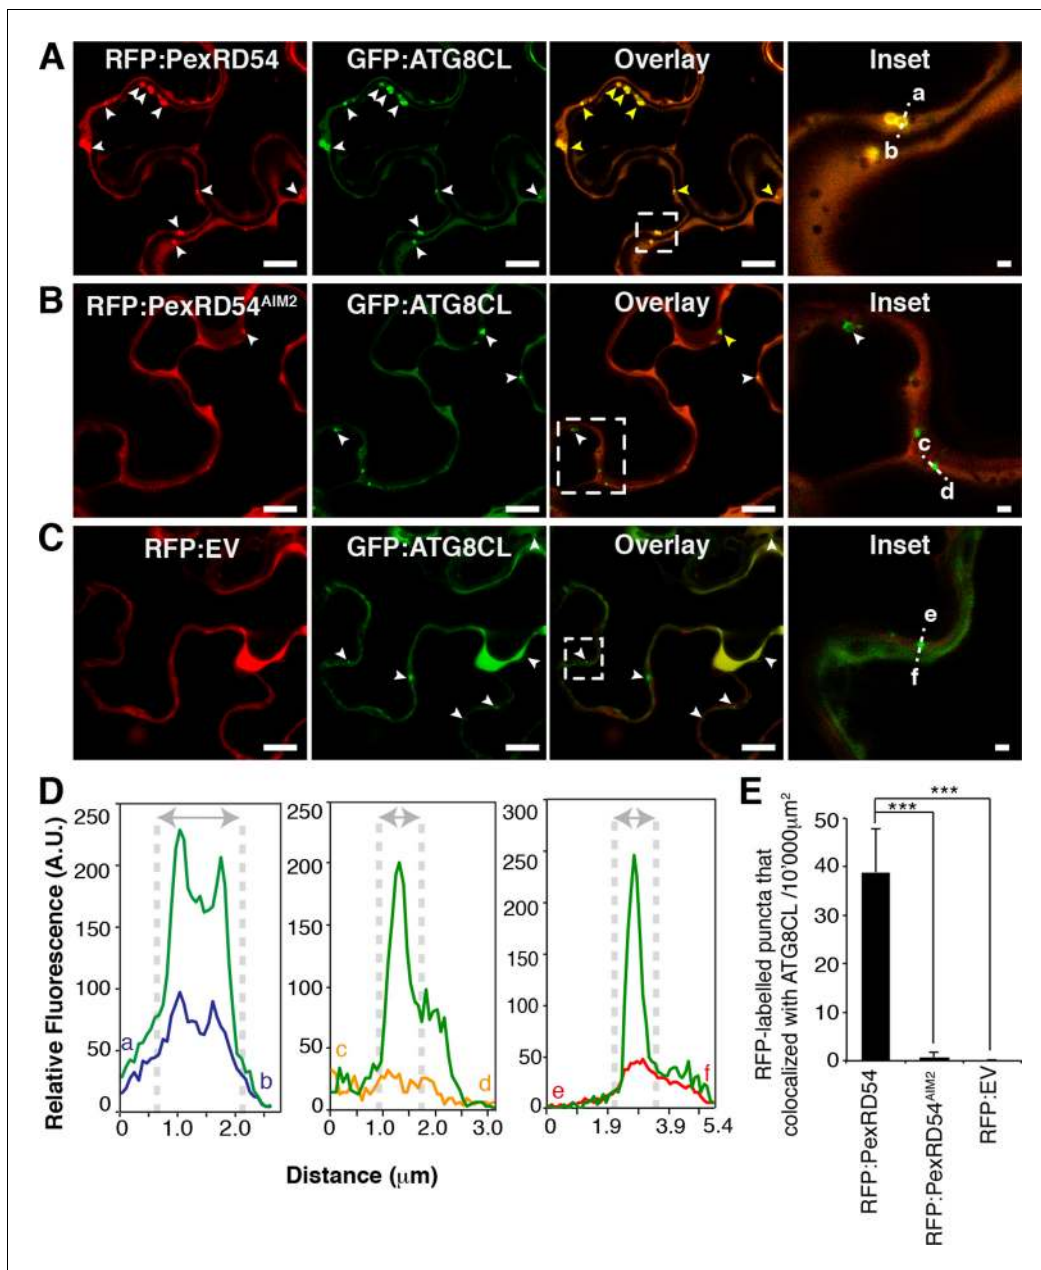 A
RFP:PexRD54
GFP:ATG8CL
Overlay
Inset
a
b
B
RFP:PexRD54AIM2
GFP:ATG8CL
Overlay
Inset
c
d
C
RFP:EV
GFP:ATG8CL
Overlay
Inset
e
f
D
Relative Fluorescence (A.U.)
250
200
150
100
50
0
a
b
0 1.0 2.0
250
200
150
100
50
0
c
d
0 1.0 2.0 3.0
300
250
200
150
100
50
0
e
f
0 1.9 3.9 5.4
Distance (μm)
E
RFP-labelled puncta that
colocalized with ATG8CL /10'000μm2
50
40
30
20
10
0
***
***
RFP:PexRD54
RFP:PexRD54AIM2
RFP:EV